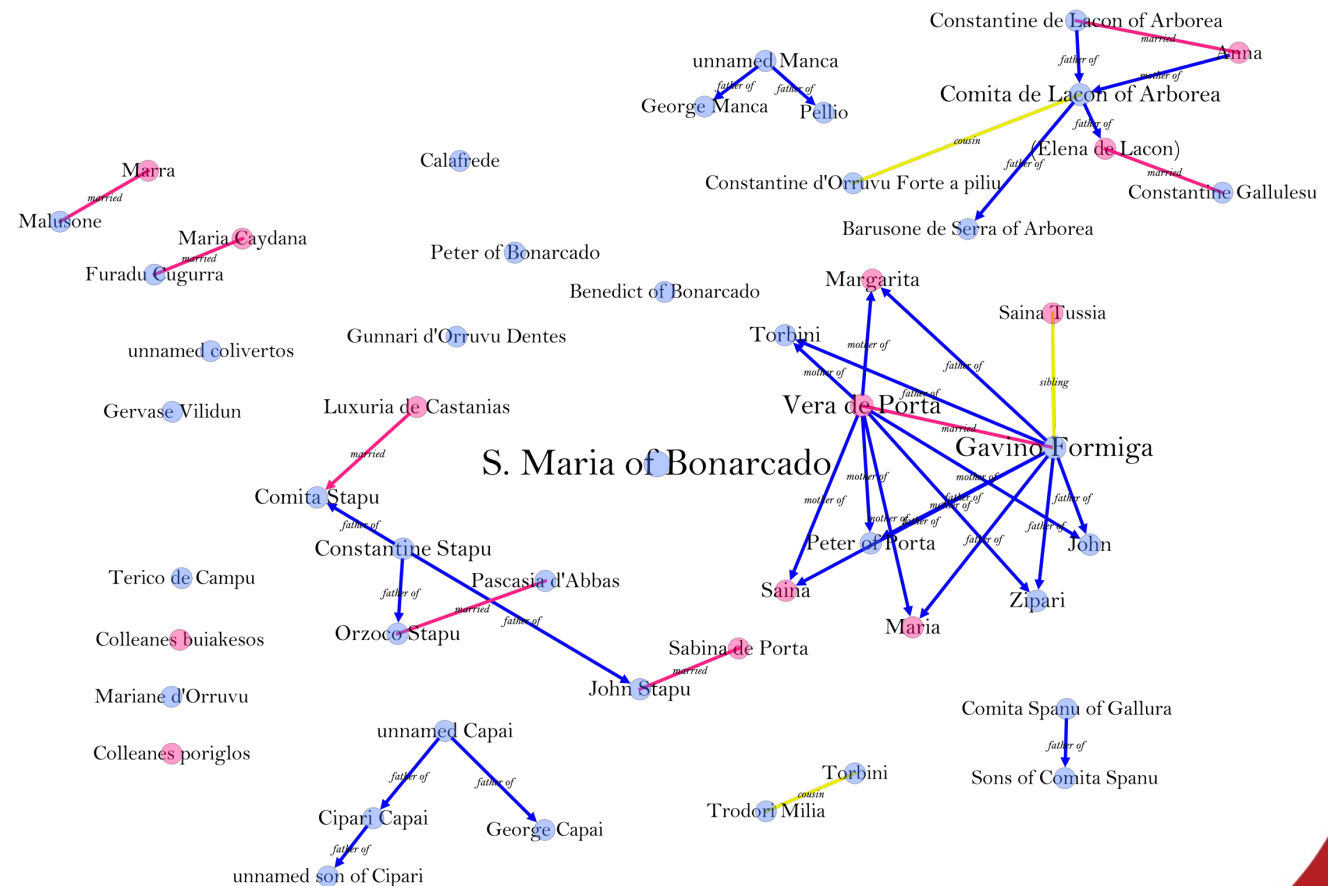 Constantine de Lacon of Arborea
married
Anna
father of
mother of
unnamed Manca
father of
father of
George Manca
Pellio
Comita de Lacon of Arborea
father of
cousin
(Elena de Lacon)
father of
married
Constantine d'Orruvu Forte a piliu
Constantine Gallulesu
Barusone de Serra of Arborea
Calafrede
Marra
married
Malusone
Maria Caydana
married
Furadu Cugurra
Peter of Bonarcado
Benedict of Bonarcado
Margarita
Saina Tussia
unnamed colivertos
Gunnari d'Orruvu Dentes
Torbini
mother of
mother of
father of
sibling
father of
Gervase Vilidun
Luxuria de Castanias
Vera de Porta
married
Gavino Formiga
married
S. Maria of Bonarcado
mother of
mother of
mother of
father of
mother of
father of
Comita Stapu
father of
mother of
father of
father of
father of
Constantine Stapu
Peter of Porta
John
Terico de Campu
Pascasia d'Abbas
father of
married
father of
Saina
Zipari
Maria
Colleanes buiakesos
Orzoco Stapu
Sabina de Porta
married
John Stapu
Mariane d'Orruvu
Comita Spanu of Gallura
father of
Sons of Comita Spanu
Colleanes poriglos
unnamed Capai
father of
father of
Torbini
cousin
Trodori Milia
Cipari Capai
George Capai
father of
unnamed son of Cipari